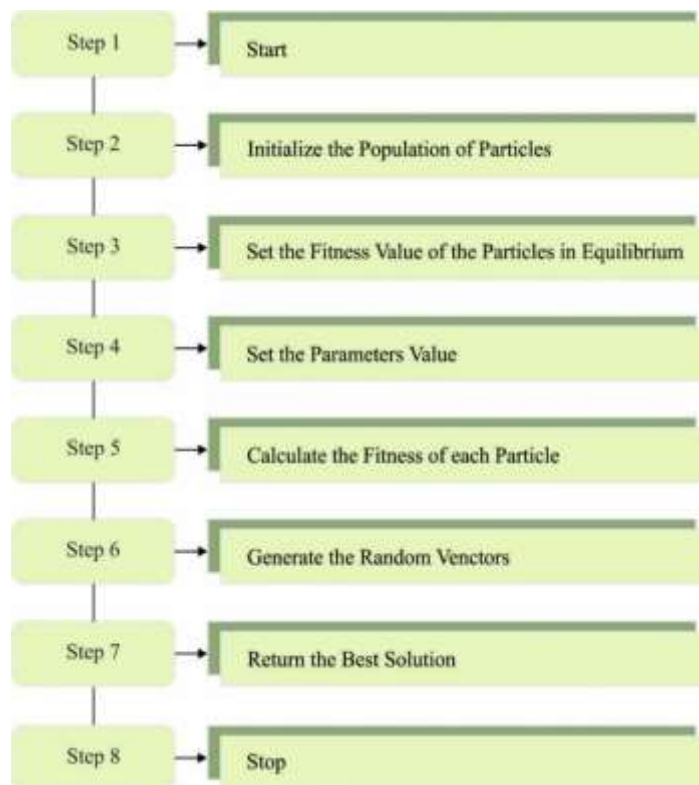 Step 1
Start
Step 2
Initialize the Population of Particles
Step 3
Set the Fitness Value of the Particles in Equilibrium
Step 4
Set the Parameters Value
Step 5
Calculate the Fitness of each Particle
Step 6
Generate the Random Venctors
Step 7
Return the Best Solution
Step 8
Stop